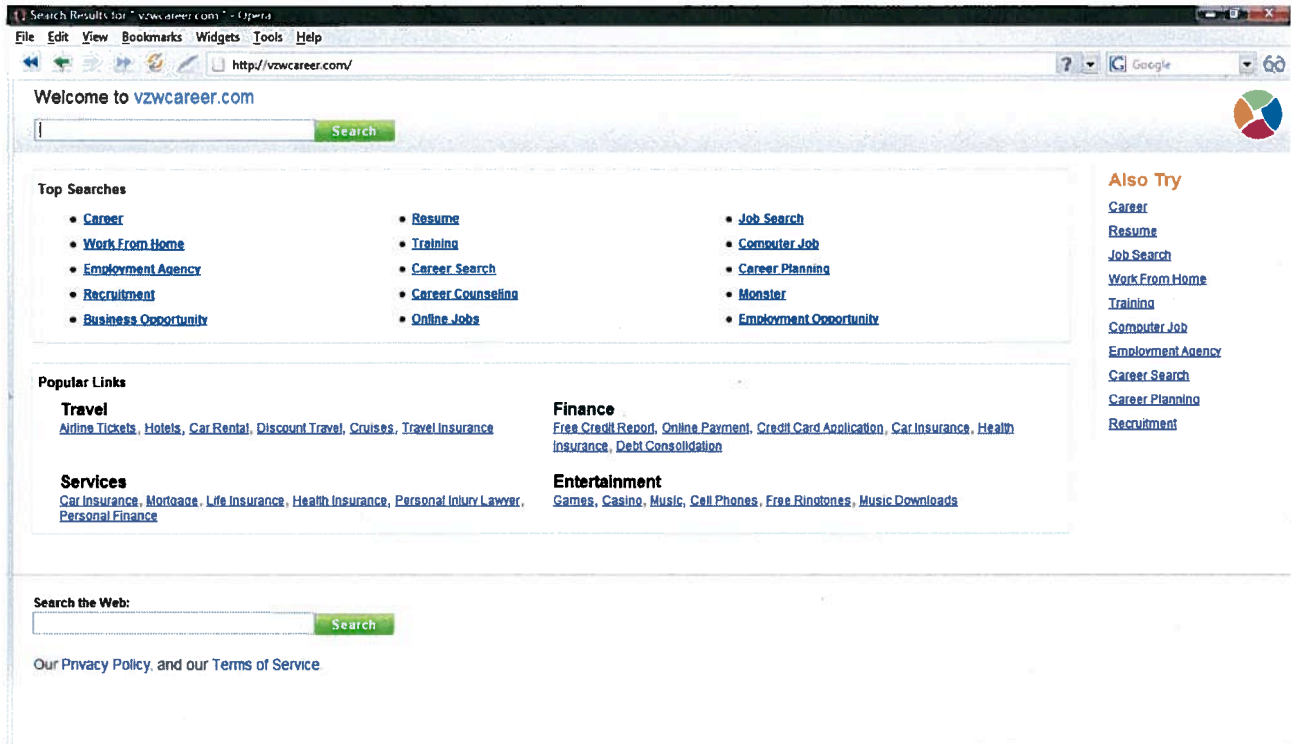 Search Results for " vzwcareer.com " - Opera
File Edit View Bookmarks Widgets Tools Help
http://vzwcareer.com/
? G Google
Welcome to vzwcareer.com
Search
Top Searches
Career Resume Job Search
Work From Home Training Computer Job
Employment Agency Career Search Career Planning
Recruitment Career Counseling Monster
Business Opportunity Online Jobs Employment Opportunity
Also Try
Career
Resume
Job Search
Work From Home
Training
Computer Job
Employment Agency
Career Search
Career Planning
Recruitment
Popular Links
Travel
Airline Tickets, Hotels, Car Rental, Discount Travel, Cruises, Travel Insurance
Finance
Free Credit Report, Online Payment, Credit Card Application, Car Insurance, Health
Insurance, Debt Consolidation
Services
Car Insurance, Mortgage, Life Insurance, Health Insurance, Personal Injury Lawyer,
Personal Finance
Entertainment
Games, Casino, Music, Cell Phones, Free Ringtones, Music Downloads
Search the Web:
Search
Our Privacy Policy, and our Terms of Service